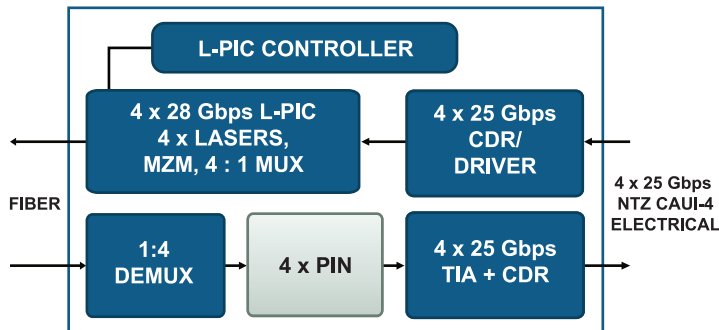 L-PIC CONTROLLER
4 x 28 Gbps L-PIC
4 x LASERS,
MZM, 4 : 1 MUX
4 x 25 Gbps
CDR/
DRIVER
FIBER
4 x 25 Gbps
NTZ CAUI-4
ELECTRICAL
1:4
DEMUX
4 x PIN
4 x 25 Gbps
TIA + CDR